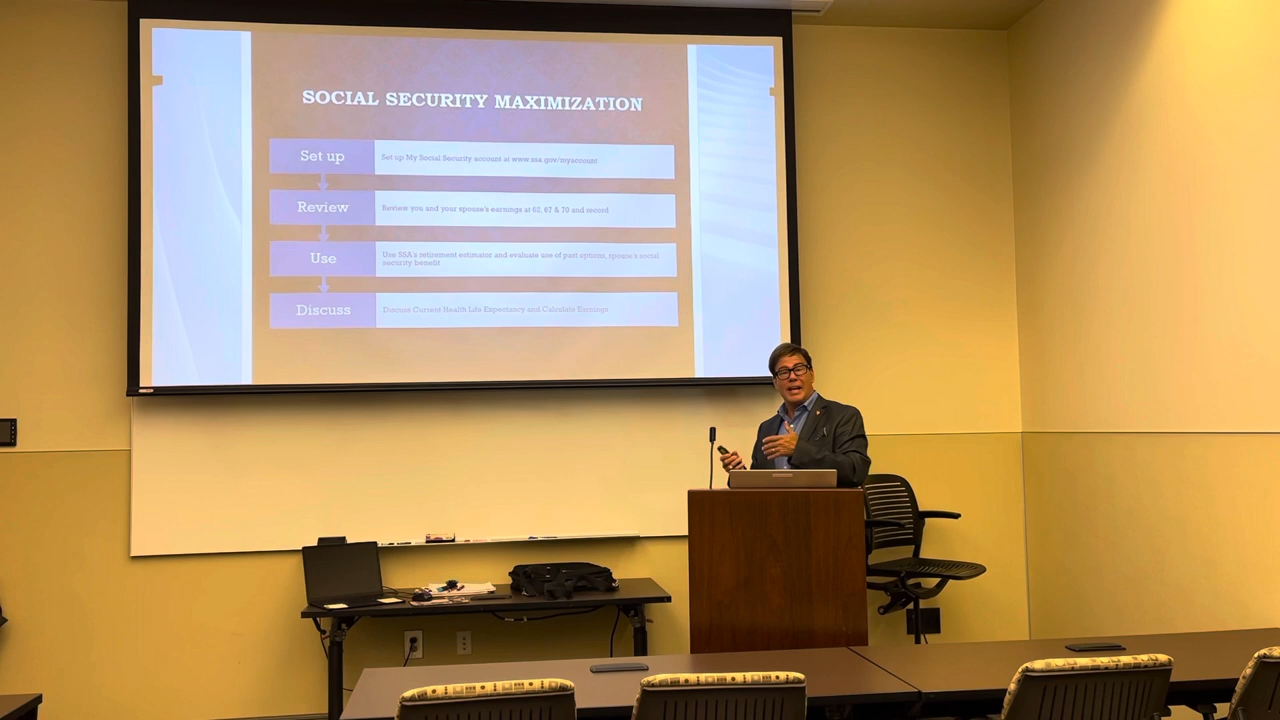 SOCIAL SECURITY MAXIMIZATION
Set up
Set up My Social Security account at www.ssa.gov/myaccount
Review
Review you and your spouse's earnings at 62, 67 & 70 and record
Use
Use SSA's retirement estimator and evaluate use of past options, spouse's social
security benefit
Discuss
Discuss Current Health Life Expectancy and Calculate Earnings